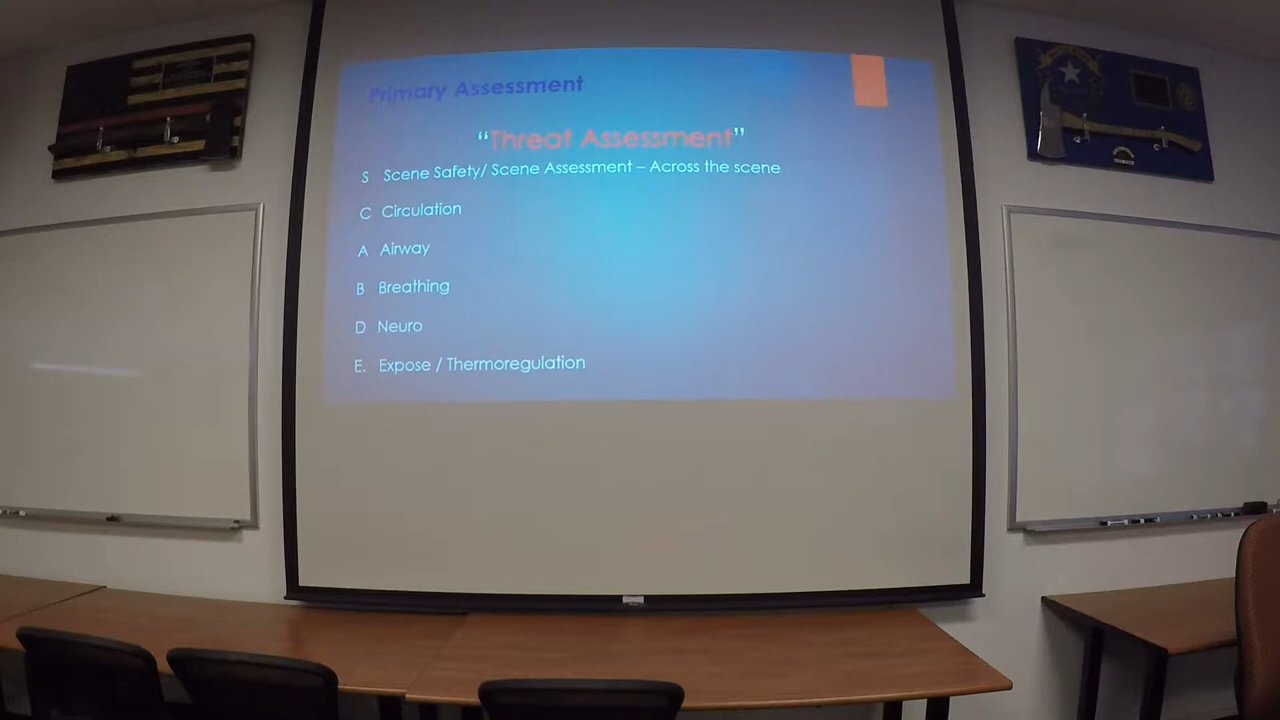 Primary Assessment
“Threat Assessment”
S Scene Safety/ Scene Assessment – Across the scene
C Circulation
A Airway
B Breathing
D Neuro
E. Expose / Thermoregulation